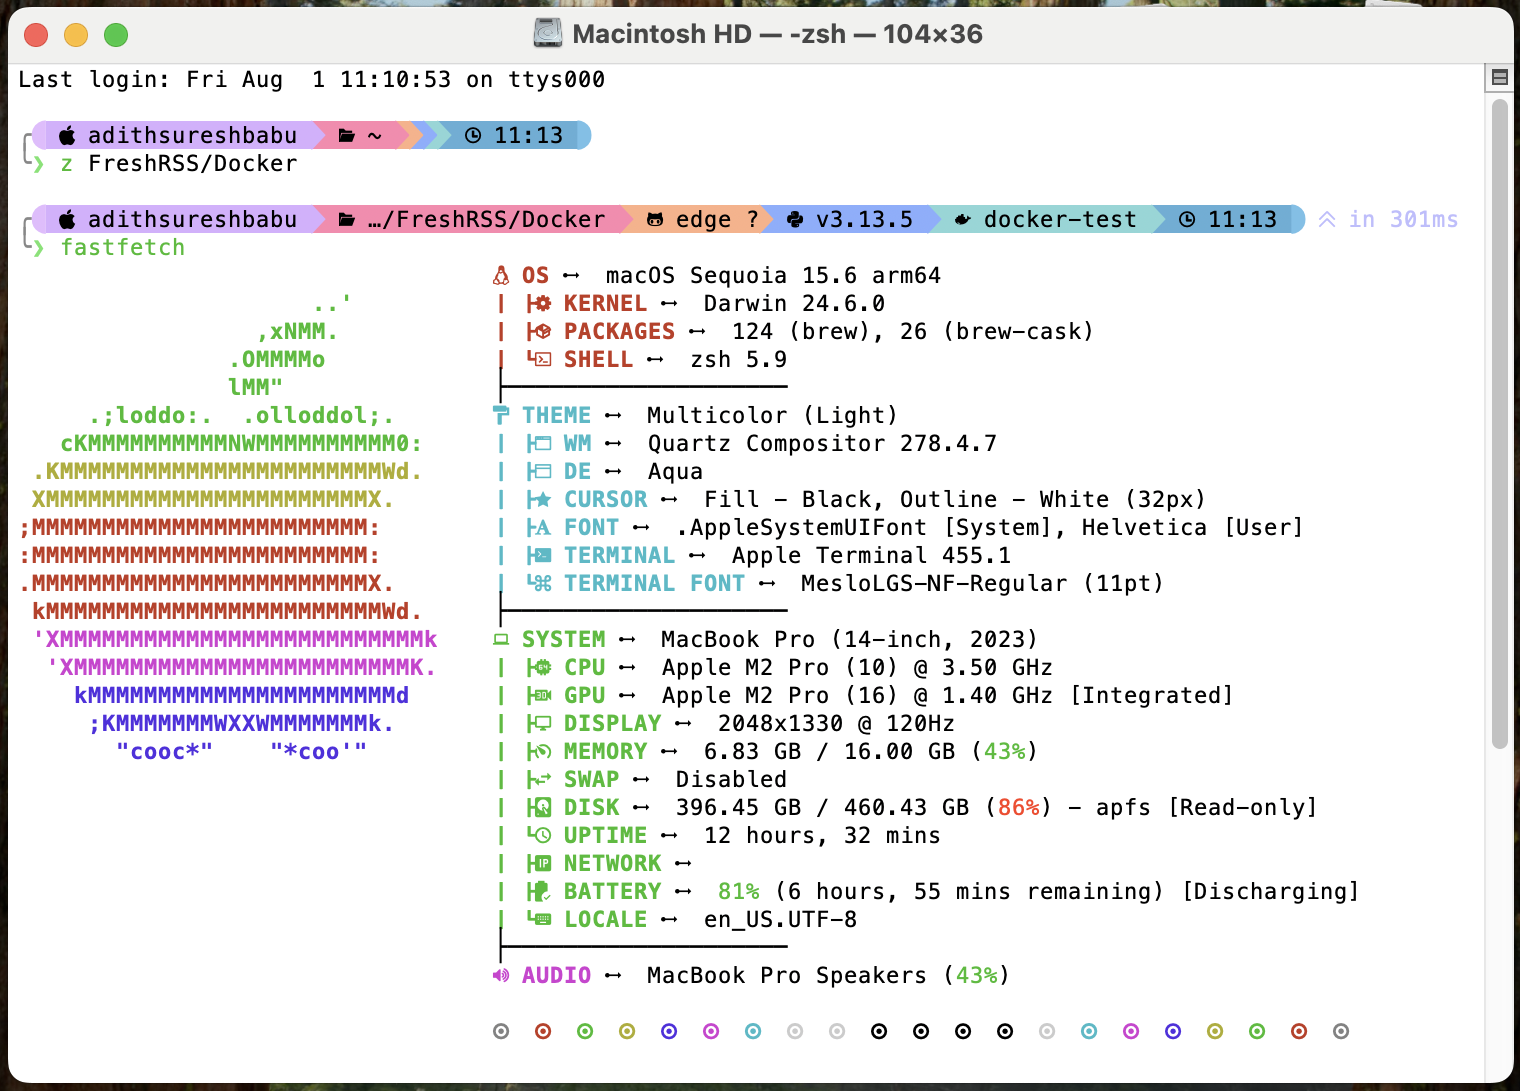 Macintosh HD — -zsh — 104×36
Last login: Fri Aug  1 11:10:53 on ttys000
adithsureshbabu ~ 11:13
❯ z FreshRSS/Docker
adithsureshbabu …/FreshRSS/Docker edge ? v3.13.5 docker-test 11:13 in 301ms
❯ fastfetch
OS ⟷ macOS Sequoia 15.6 arm64
..' ├ KERNEL ⟷ Darwin 24.6.0
,xNMM. ├ PACKAGES ⟷ 124 (brew), 26 (brew-cask)
.OMMMMo └ SHELL ⟷ zsh 5.9
lMM"
.;loddo:.  .olloddol;. THEME ⟷ Multicolor (Light)
cKMMMMMMMMMMNWMMMMMMMMMM0: ├ WM ⟷ Quartz Compositor 278.4.7
.KMMMMMMMMMMMMMMMMMMMMMMMWd. ├ DE ⟷ Aqua
XMMMMMMMMMMMMMMMMMMMMMMMX. ├ CURSOR ⟷ Fill - Black, Outline - White (32px)
;MMMMMMMMMMMMMMMMMMMMMMMM: ├ FONT ⟷ .AppleSystemUIFont [System], Helvetica [User]
:MMMMMMMMMMMMMMMMMMMMMMMM: ├ TERMINAL ⟷ Apple Terminal 455.1
.MMMMMMMMMMMMMMMMMMMMMMMMX. └ TERMINAL FONT ⟷ MesloLGS-NF-Regular (11pt)
kMMMMMMMMMMMMMMMMMMMMMMMMWd.
'XMMMMMMMMMMMMMMMMMMMMMMMMMMk SYSTEM ⟷ MacBook Pro (14-inch, 2023)
'XMMMMMMMMMMMMMMMMMMMMMMMMK. ├ CPU ⟷ Apple M2 Pro (10) @ 3.50 GHz
kMMMMMMMMMMMMMMMMMMMMMMd ├ GPU ⟷ Apple M2 Pro (16) @ 1.40 GHz [Integrated]
;KMMMMMMMWXXWMMMMMMMk. ├ DISPLAY ⟷ 2048x1330 @ 120Hz
"cooc*"    "*coo'" ├ MEMORY ⟷ 6.83 GB / 16.00 GB (43%)
├ SWAP ⟷ Disabled
├ DISK ⟷ 396.45 GB / 460.43 GB (86%) - apfs [Read-only]
└ UPTIME ⟷ 12 hours, 32 mins
├ NETWORK ⟷
├ BATTERY ⟷ 81% (6 hours, 55 mins remaining) [Discharging]
└ LOCALE ⟷ en_US.UTF-8
AUDIO ⟷ MacBook Pro Speakers (43%)